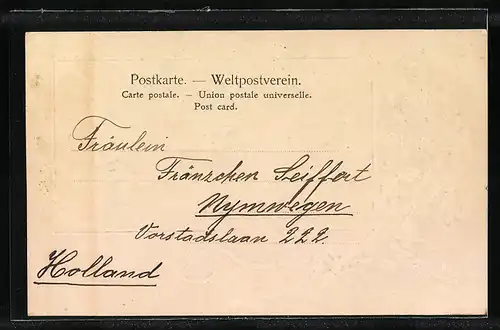 Postkarte. — Weltpostverein.
Carte postale. — Union postale universelle.
Post card.
Fräulein
Fränzchen Seiffert
Nymwegen
Vorstadslaan 222.
Holland